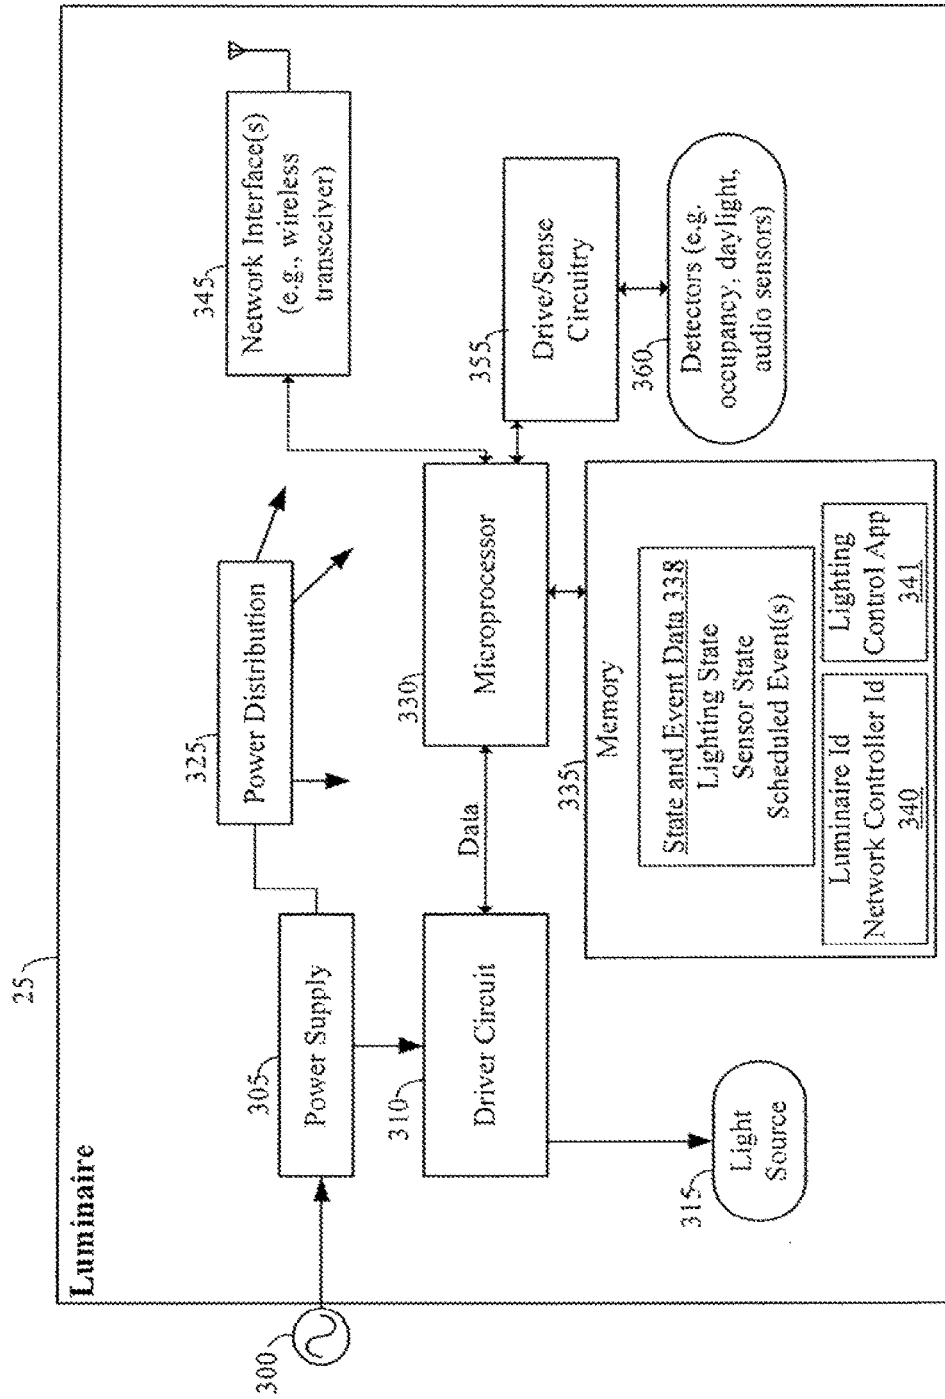 25
Luminaire
300
305
Power Supply
325
Power Distribution
345
Network Interface(s)
(e.g., wireless
transceiver)
310
Driver Circuit
Data
330
Microprocessor
355
Drive/Sense
Circuitry
315
Light
Source
335
Memory
State and Event Data 338
Lighting State
Sensor State
Scheduled Event(s)
Luminaire Id
Network Controller Id
340
Lighting
Control App
341
360
Detectors (e.g.
occupancy, daylight,
audio sensors)